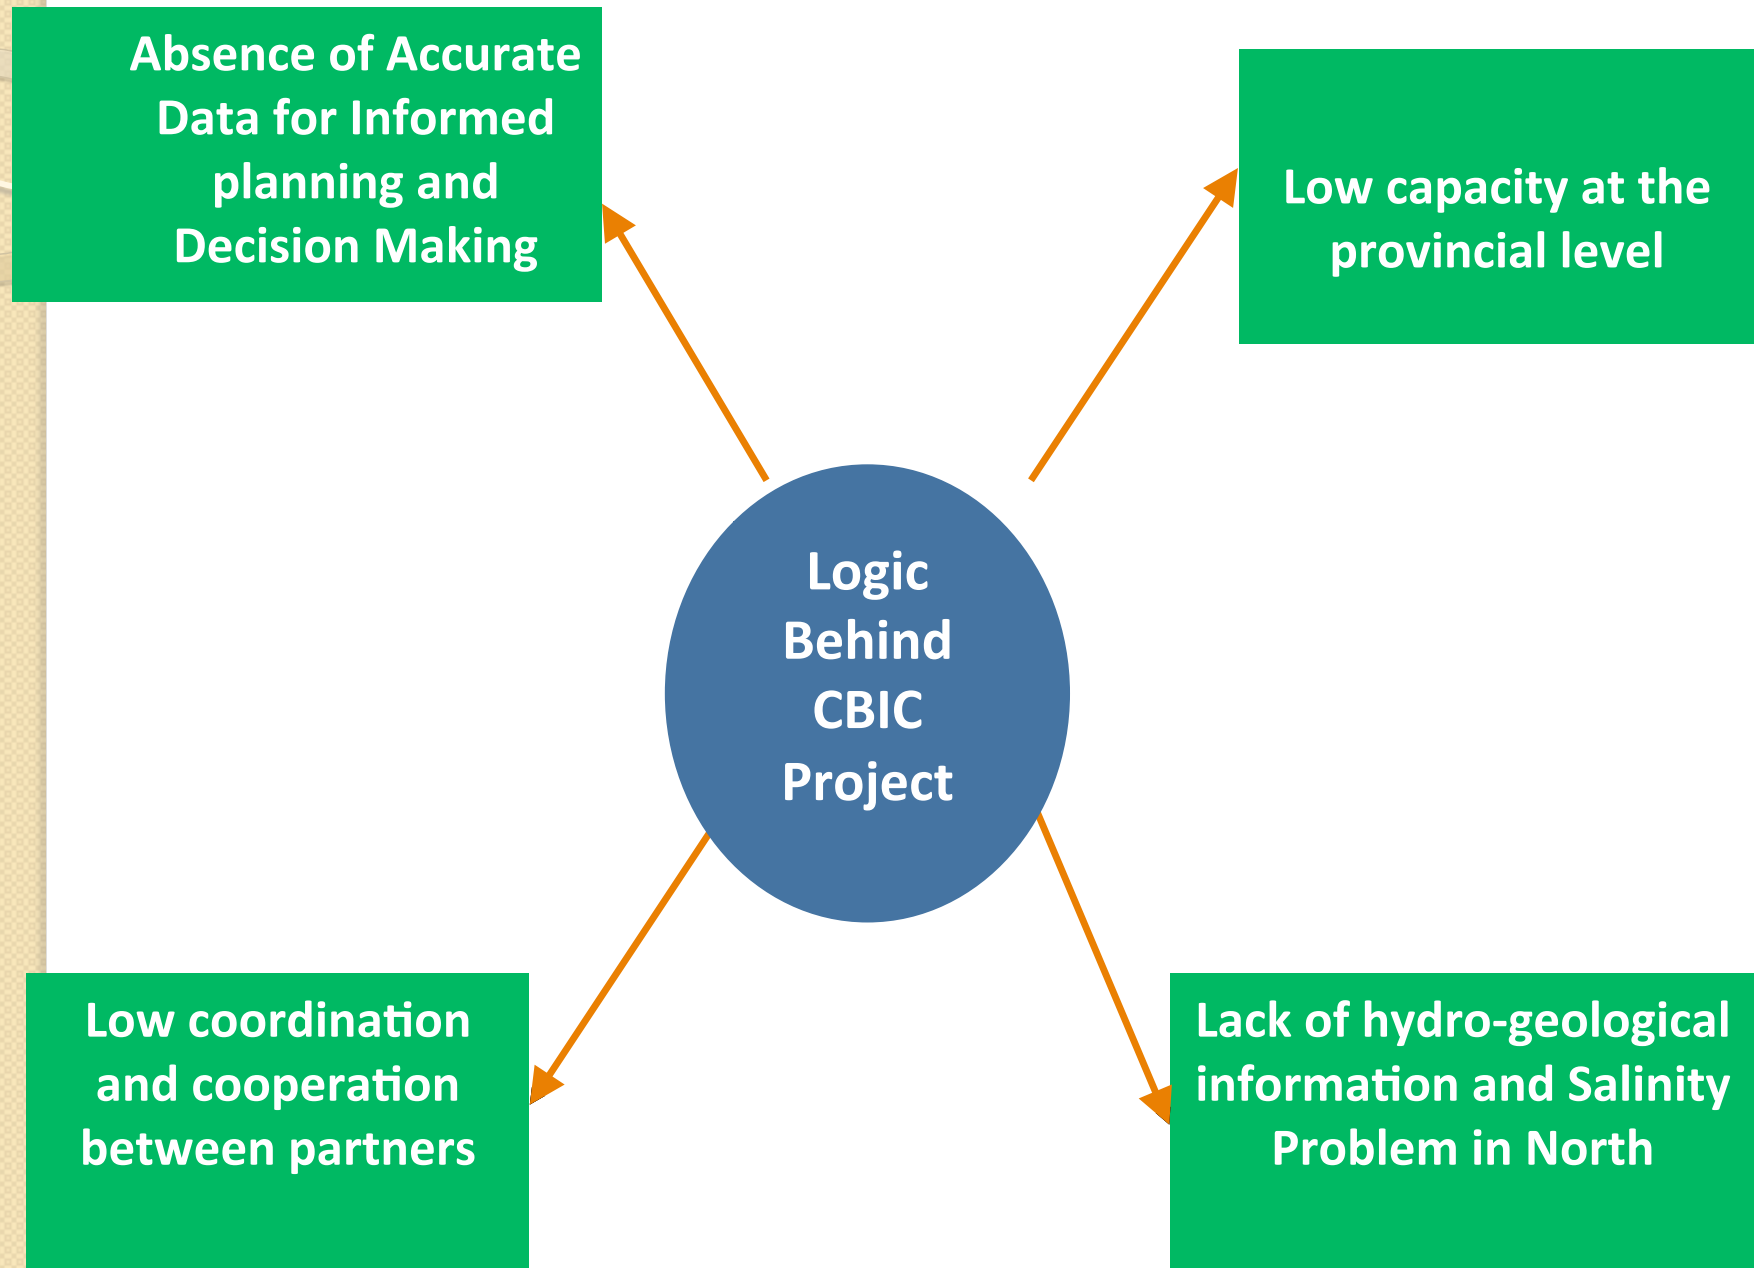 Absence of Accurate
Data for Informed
planning and
Decision Making
Low capacity at the
provincial level
Logic
Behind
CBIC
Project
Low coordination
and cooperation
between partners
Lack of hydro-geological
information and Salinity
Problem in North